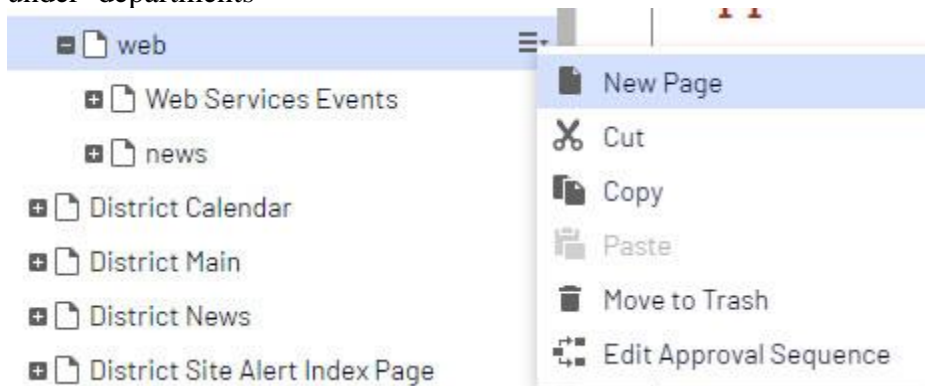 under "departments"
web
Web Services Events
news
District Calendar
District Main
District News
District Site Alert Index Page
New Page
Cut
Copy
Paste
Move to Trash
Edit Approval Sequence